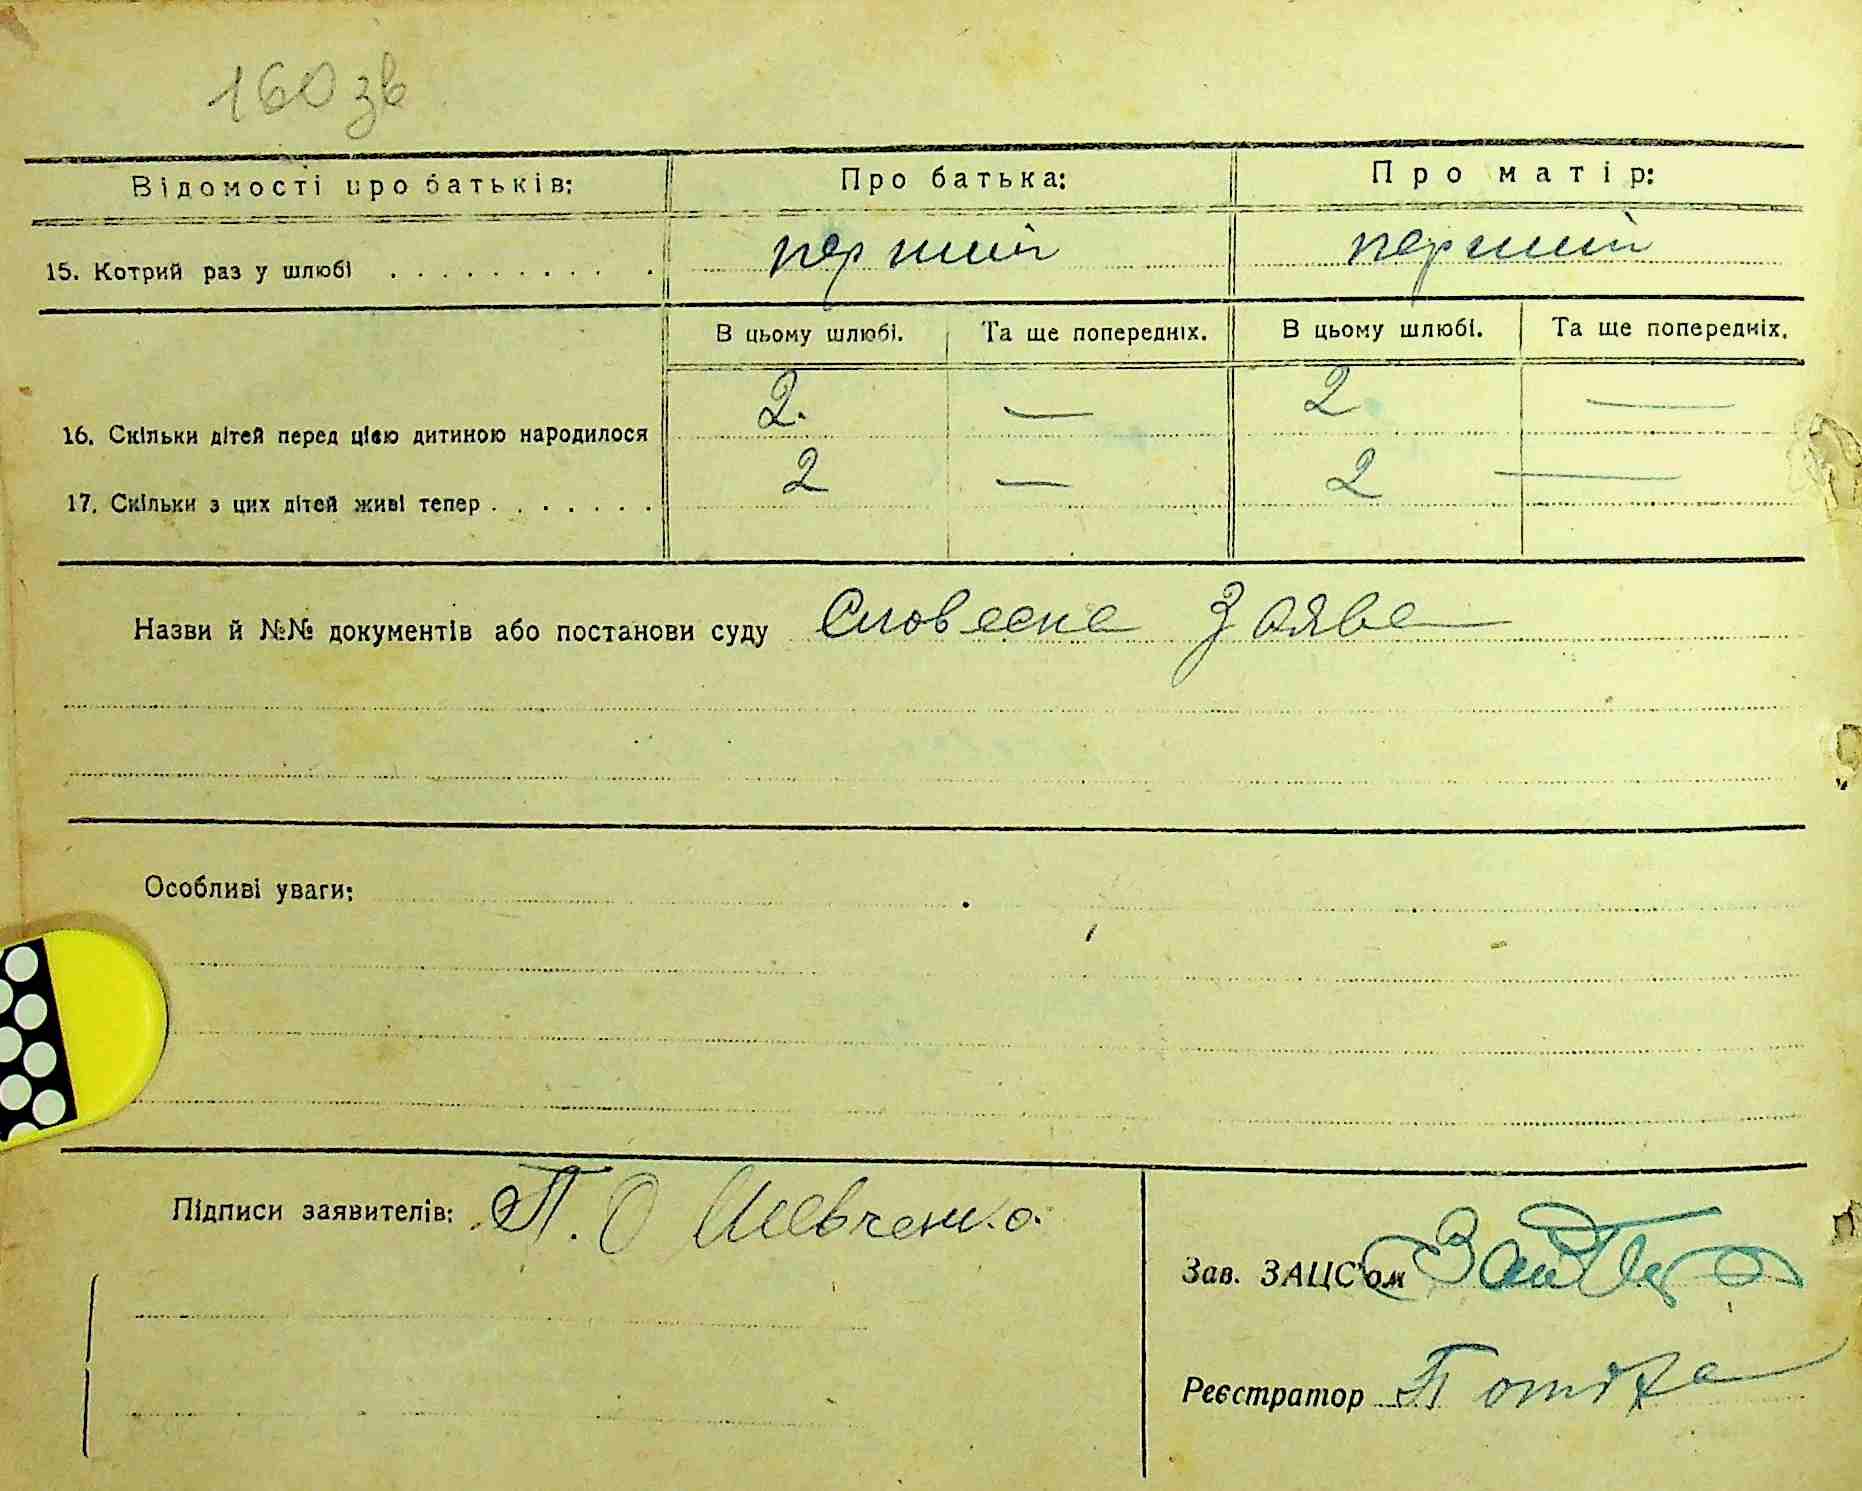 160 зв
Відомості про батьків: Про батька: Про матір:
15. Котрий раз у шлюбі . . . . . . . . . . перший перший
В цьому шлюбі. Та ще попередніх. В цьому шлюбі. Та ще попередніх.
16. Скільки дітей перед цією дитиною народилося 2. — 2 —
17. Скільки з цих дітей живі тепер . . . . . . . 2 — 2 —
Назви й №№ документів або постанови суду Словесна Заява
Особливі уваги:
Підписи заявителів: П. О Шевченко.
Зав. ЗАЦС'ом
Реєстратор